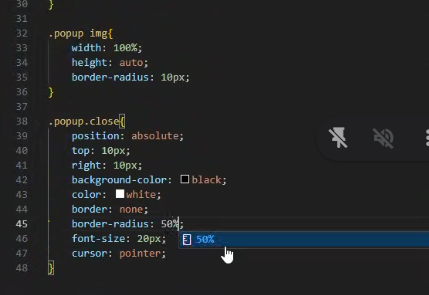 30 }
31
32 .popup img{
33 width: 100%;
34 height: auto;
35 border-radius: 10px;
36 }
37
38 .popup.close{
39 position: absolute;
40 top: 10px;
41 right: 10px;
42 background-color: black;
43 color: white;
44 border: none;
45 border-radius: 50%;
46 font-size: 20px; 50%
47 cursor: pointer;
48 }